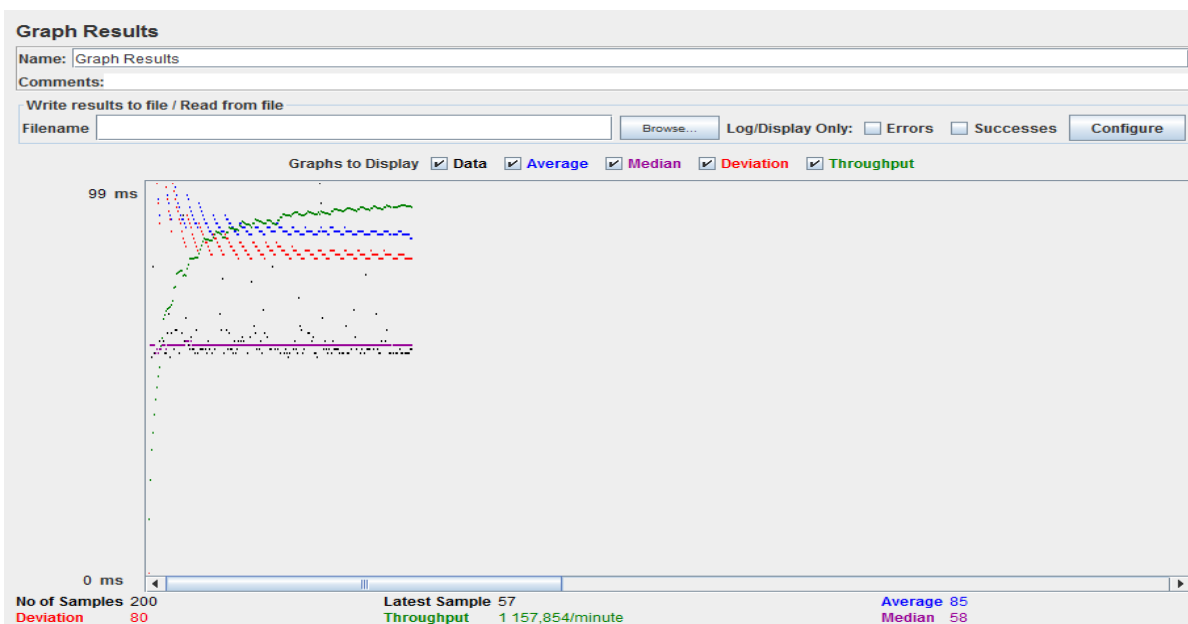 Graph Results
Name: Graph Results
Comments:
Write results to file / Read from file
Filename Browse... Log/Display Only: Errors Successes Configure
Graphs to Display Data Average Median Deviation Throughput
99 ms
0 ms
No of Samples 200 Latest Sample 57 Average 85
Deviation 80 Throughput 1 157,854/minute Median 58